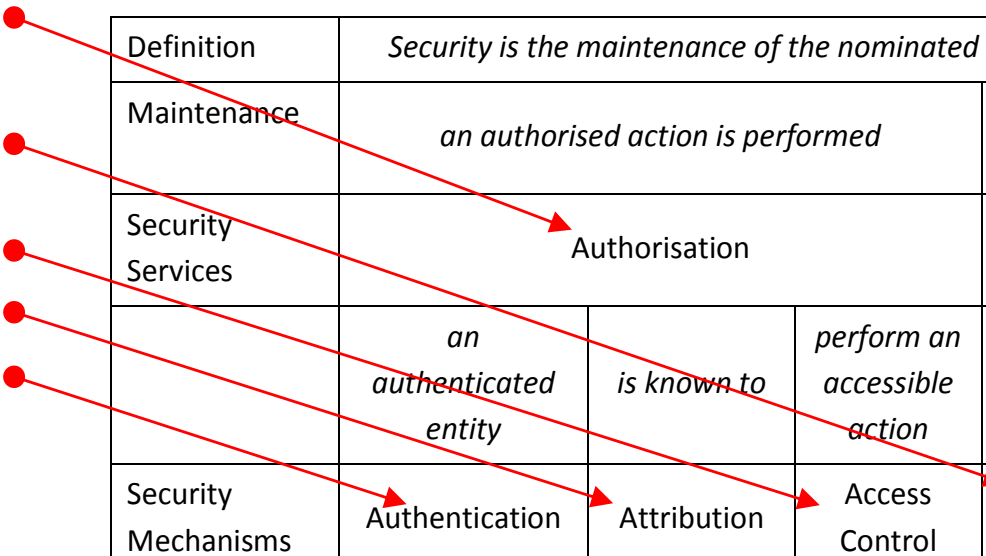 Definition
Security is the maintenance of the nominated
Maintenance
an authorised action is performed
Security
Services
Authorisation
an
authenticated
entity
is known to
perform an
accessible
action
Security
Mechanisms
Authentication
Attribution
Access
Control